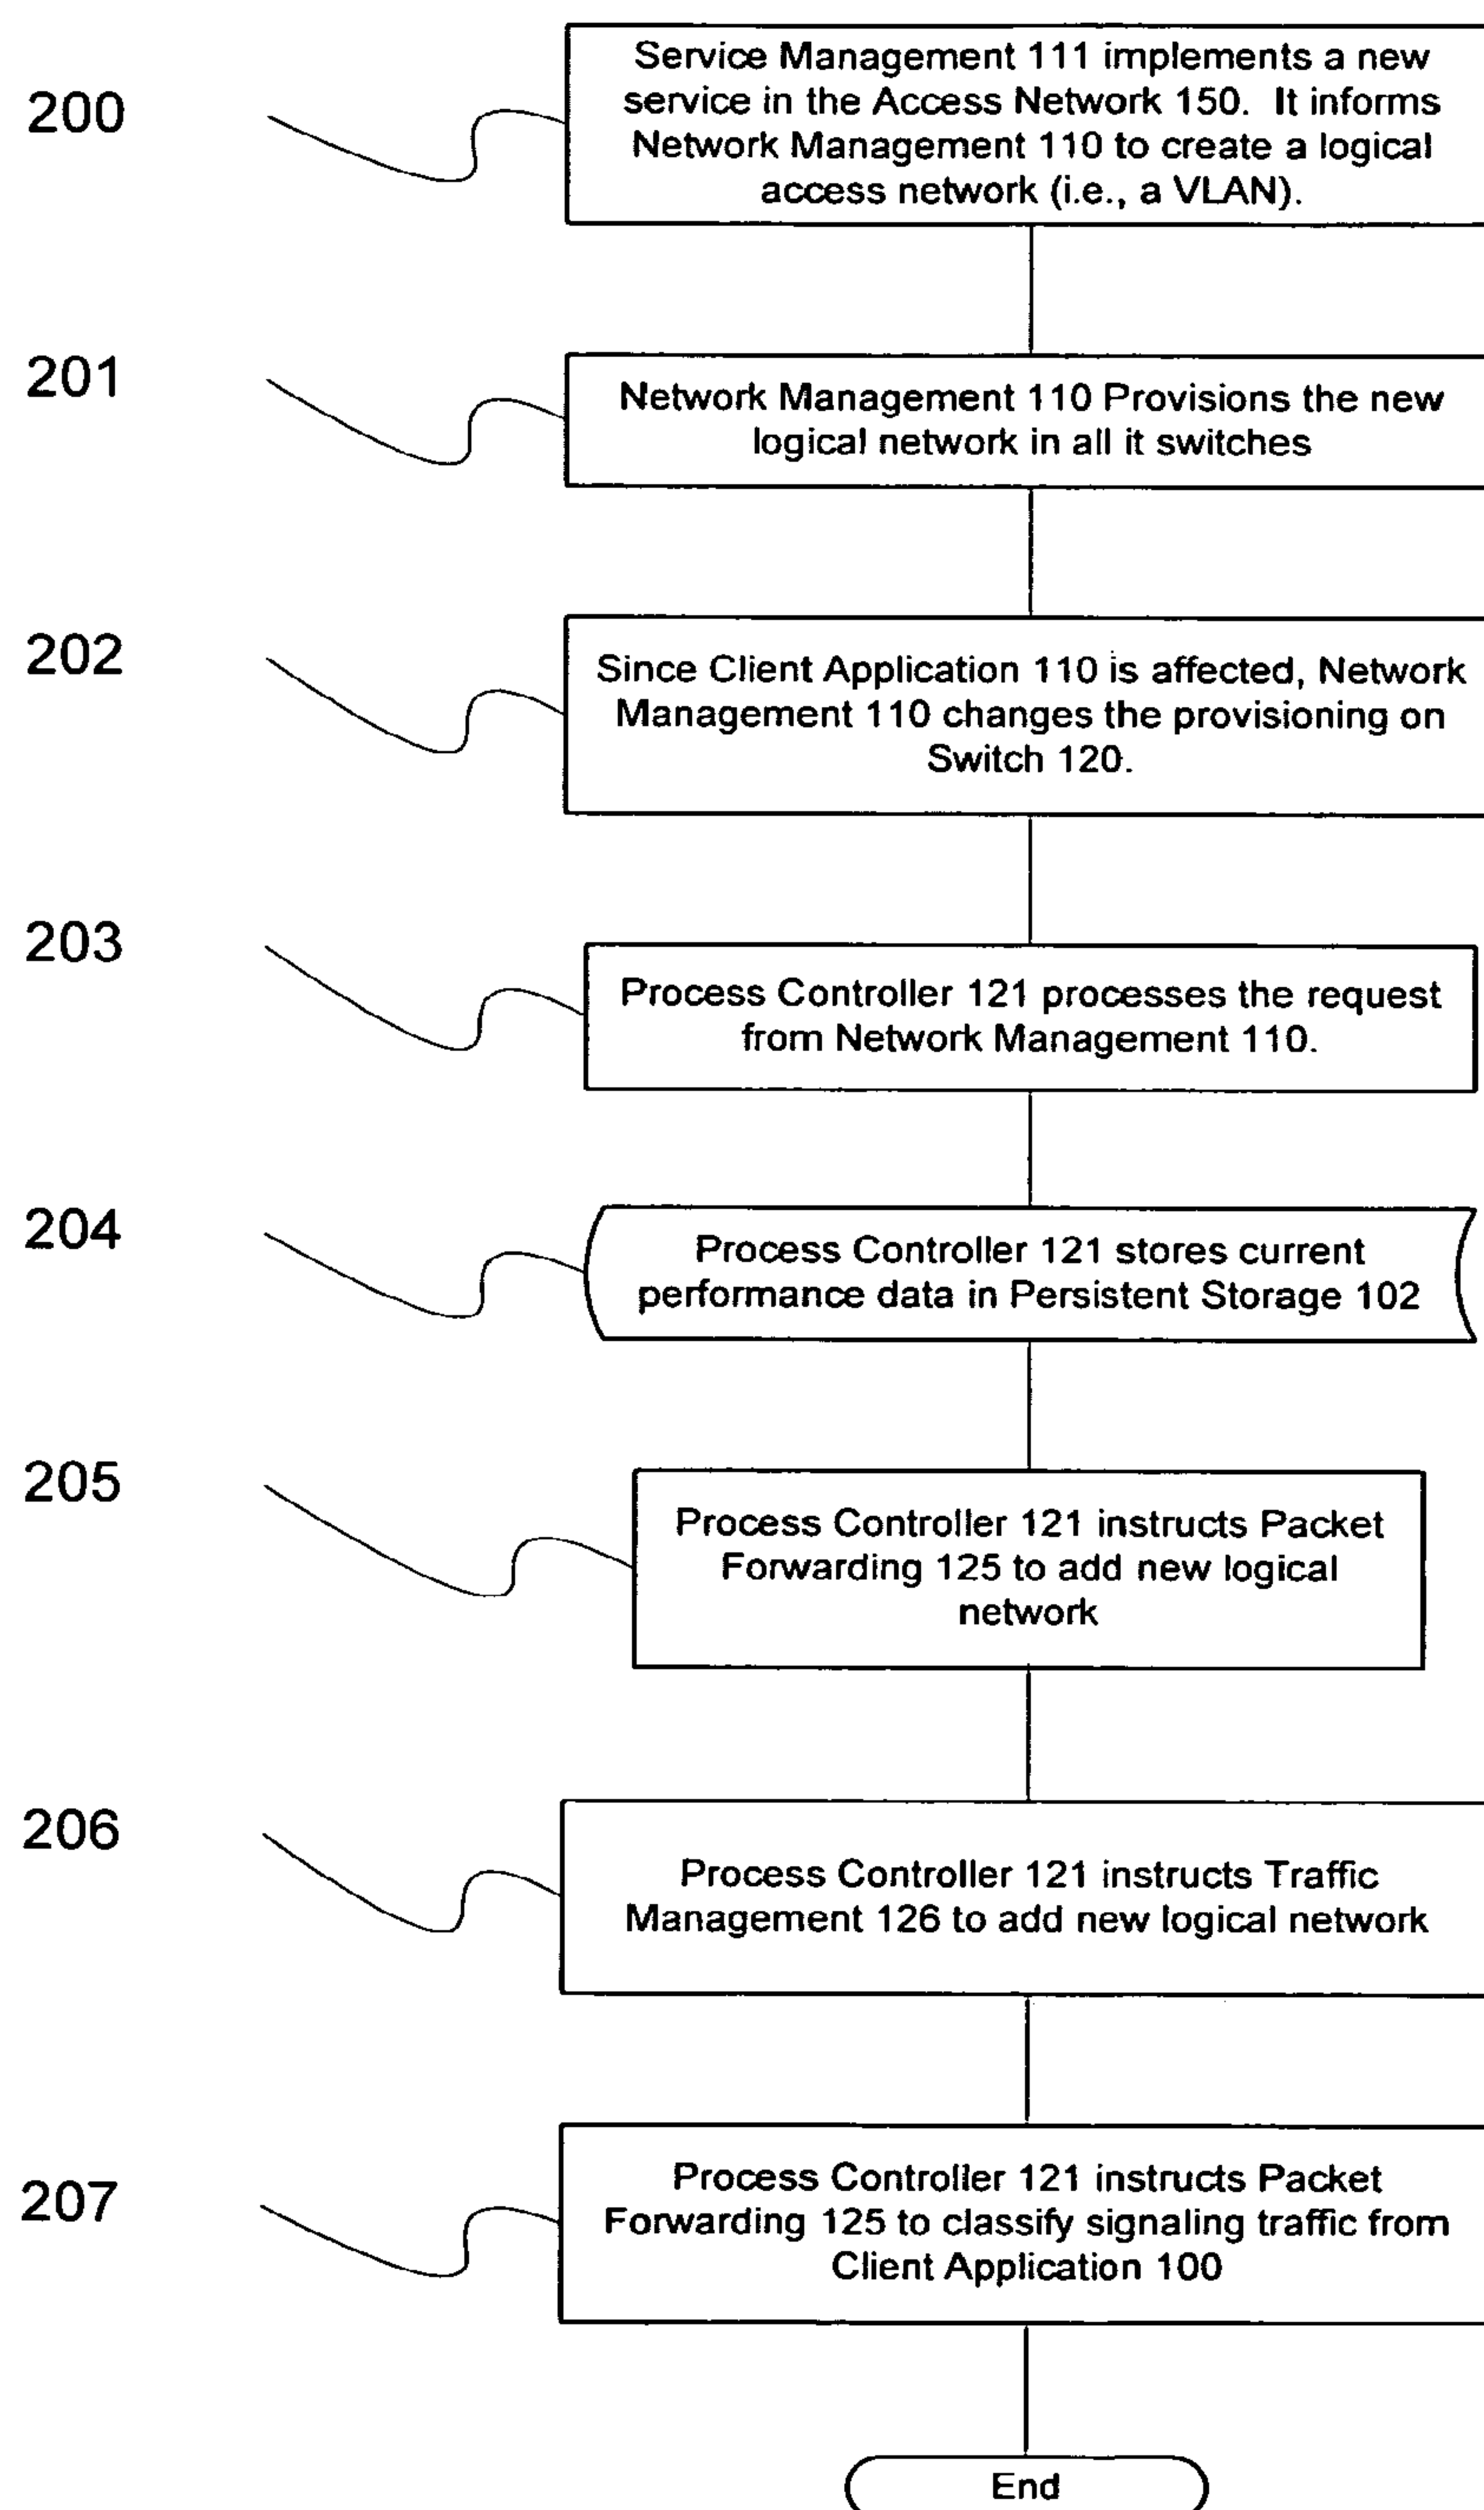 200
Service Management 111 implements a new
service in the Access Network 150. It informs
Network Management 110 to create a logical
access network (i.e., a VLAN).
201
Network Management 110 Provisions the new
logical network in all it switches
202
Since Client Application 110 is affected, Network
Management 110 changes the provisioning on
Switch 120.
203
Process Controller 121 processes the request
from Network Management 110.
204
Process Controller 121 stores current
performance data in Persistent Storage 102
205
Process Controller 121 instructs Packet
Forwarding 125 to add new logical
network
206
Process Controller 121 instructs Traffic
Management 126 to add new logical network
207
Process Controller 121 instructs Packet
Forwarding 125 to classify signaling traffic from
Client Application 100
End